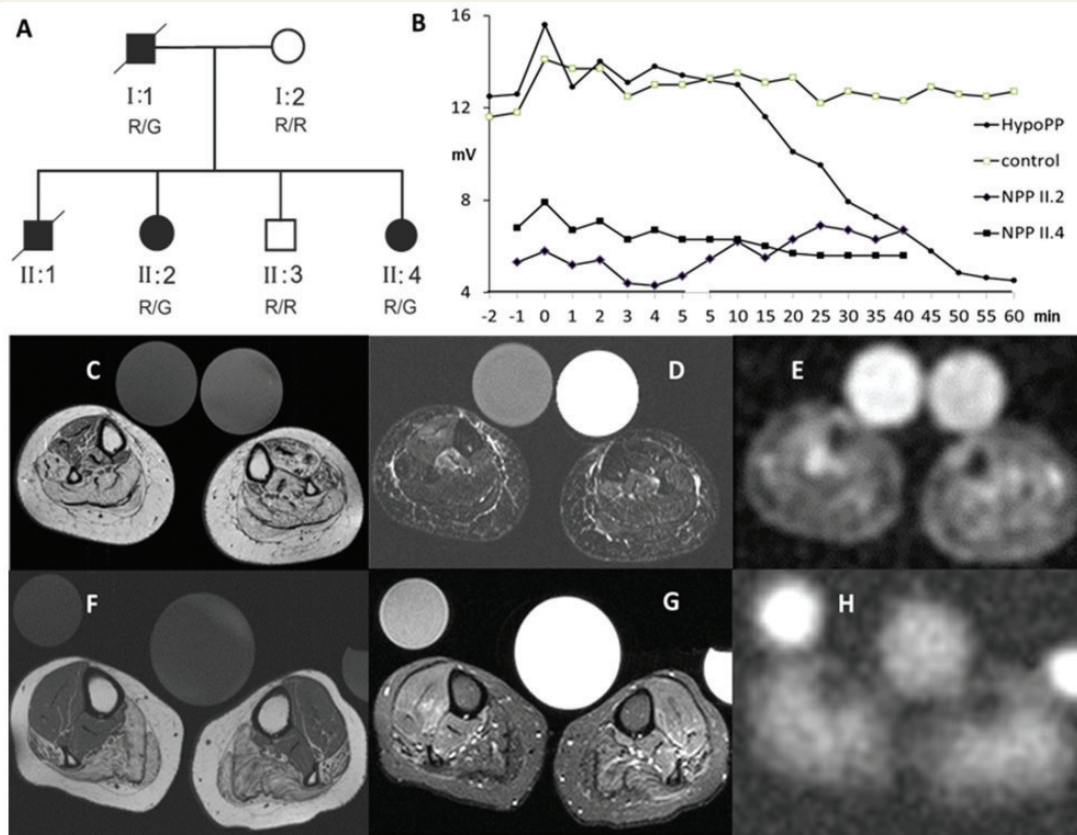 A
I:1
I:2
R/G
R/R
II:1
II:2
II:3
II:4
R/G
R/R
R/G
B
16
12
mV
8
4
-2 -1 0 1 2 3 4 5 5 10 15 20 25 30 35 40 45 50 55 60 min
HypoPP
control
NPP II.2
NPP II.4
C
D
E
F
G
H